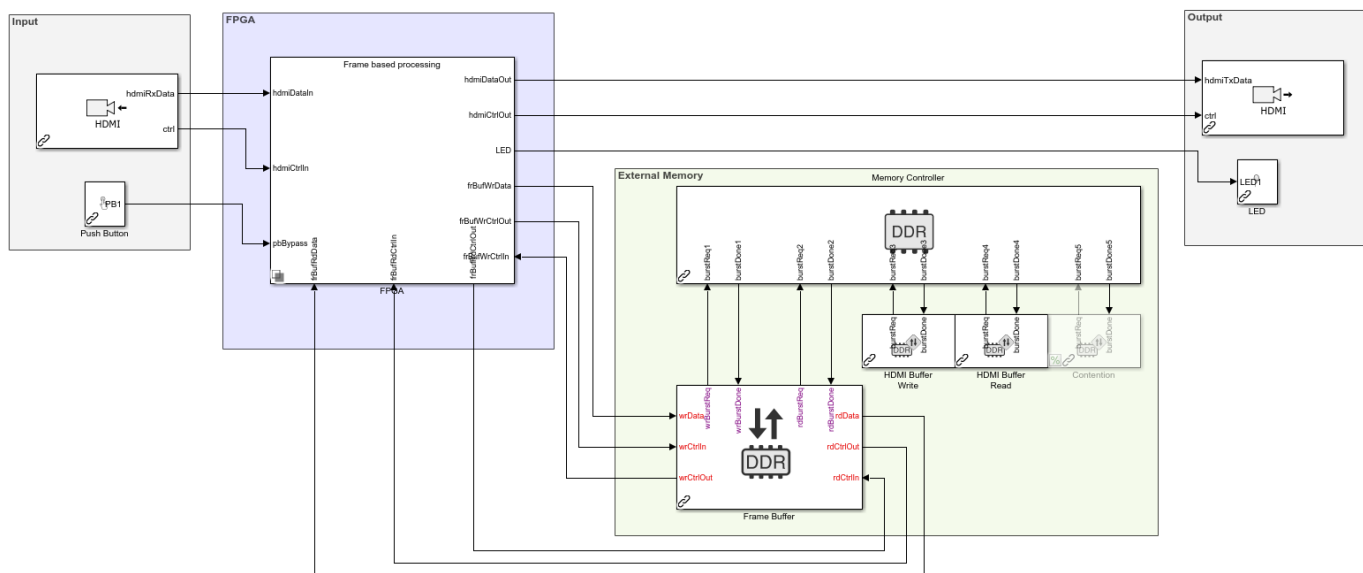 Input
hdmiRxData
HDMI
ctrl
PB1
Push Button
FPGA
Frame based processing
hdmiDataIn
hdmiCtrlIn
pbBypass
frBufRdData
frBufRdCtrlIn
frBufRdCtrlOut
hdmiDataOut
hdmiCtrlOut
LED
frBufWrData
frBufWrCtrlOut
frBufWrCtrlIn
FPGA
External Memory
Memory Controller
DDR
burstReq1
burstDone1
burstReq2
burstDone2
burstReq3
burstDone3
burstReq4
burstDone4
burstReq5
burstDone5
burstReq
burstDone
DDR
HDMI Buffer
Write
burstReq
burstDone
DDR
HDMI Buffer
Read
burstReq
burstDone
DDR
Contention
wrBurstReq
wrBurstDone
rdBurstReq
rdBurstDone
wrData
wrCtrlIn
wrCtrlOut
DDR
rdData
rdCtrlOut
rdCtrlIn
Frame Buffer
Output
hdmiTxData
HDMI
ctrl
LED1
LED